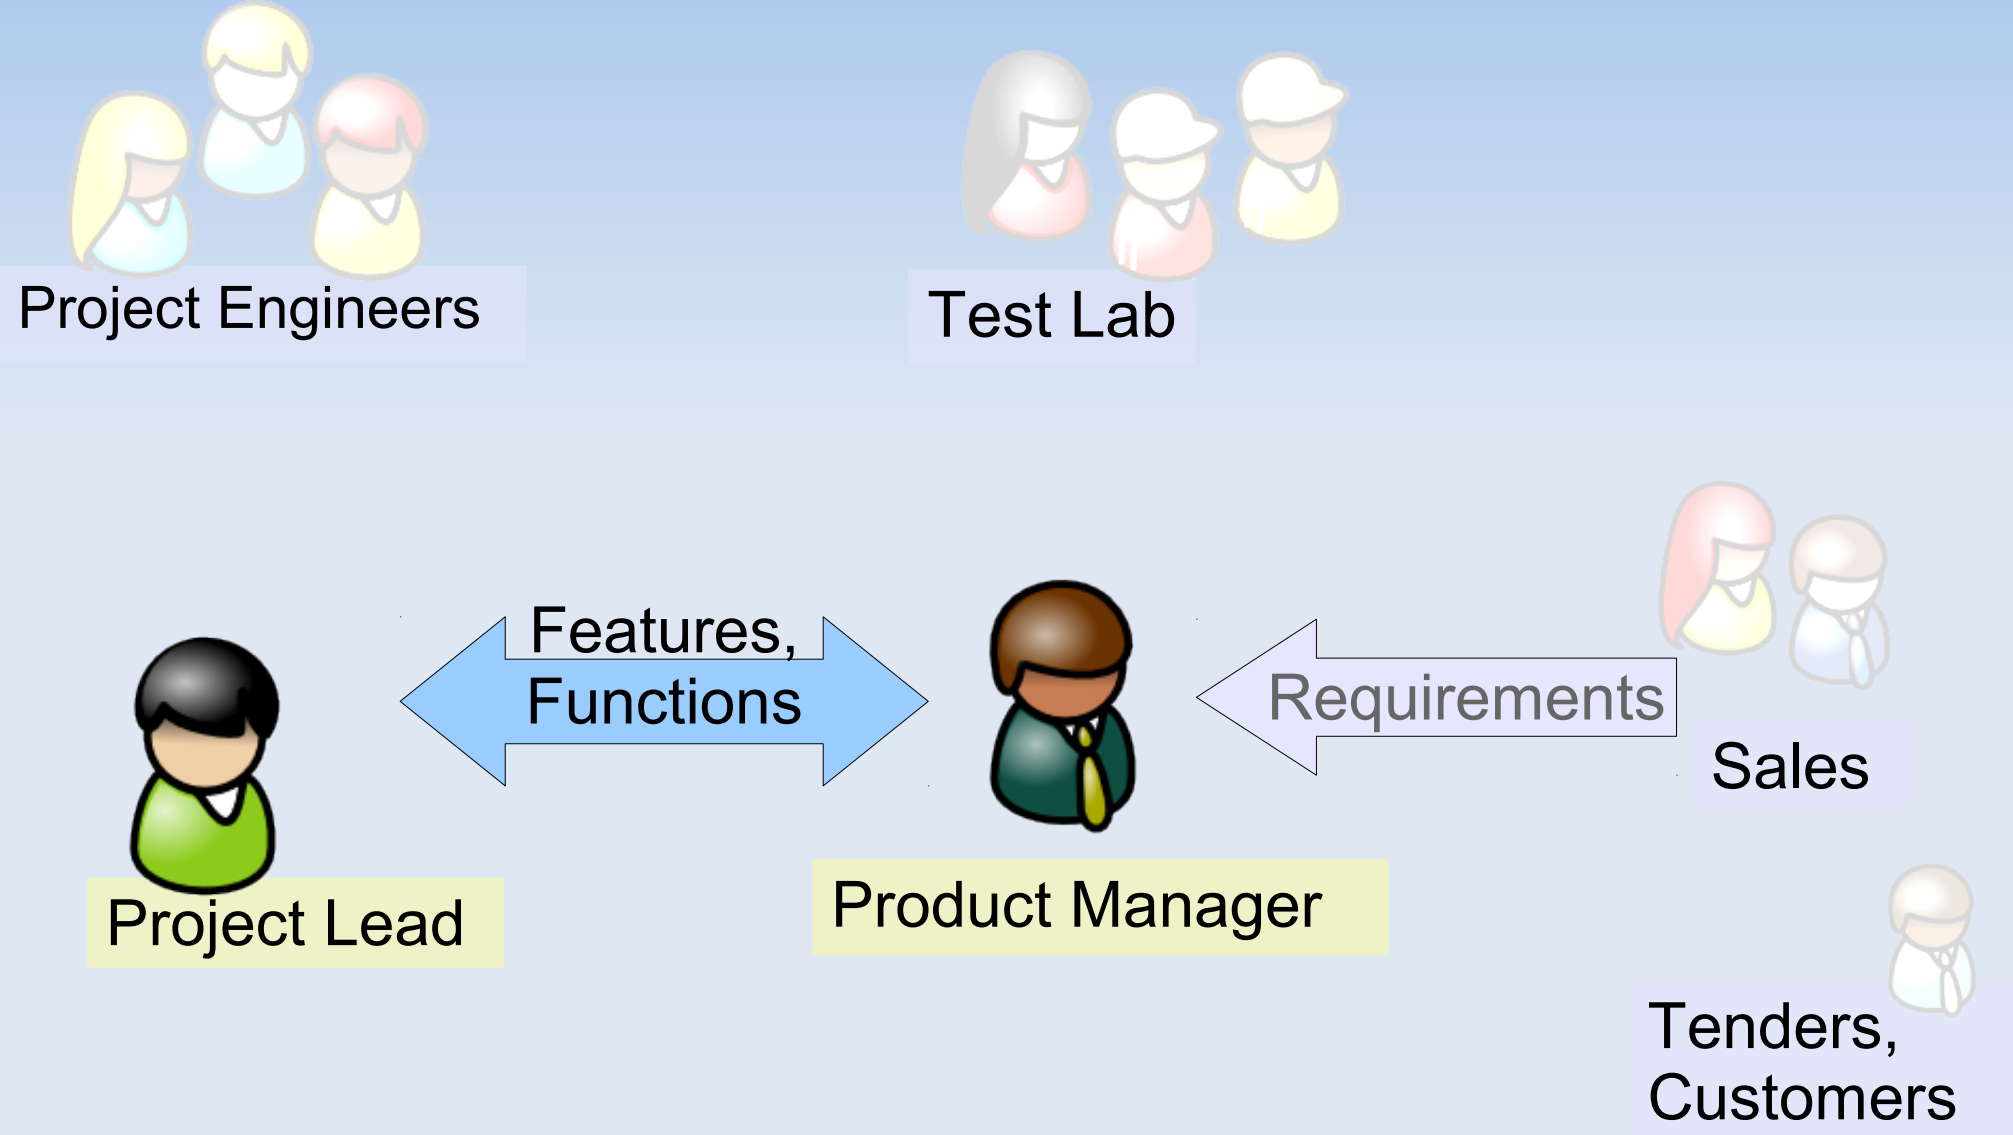 Project Engineers
Test Lab
Features,
Functions
Requirements
Sales
Project Lead
Product Manager
Tenders,
Customers